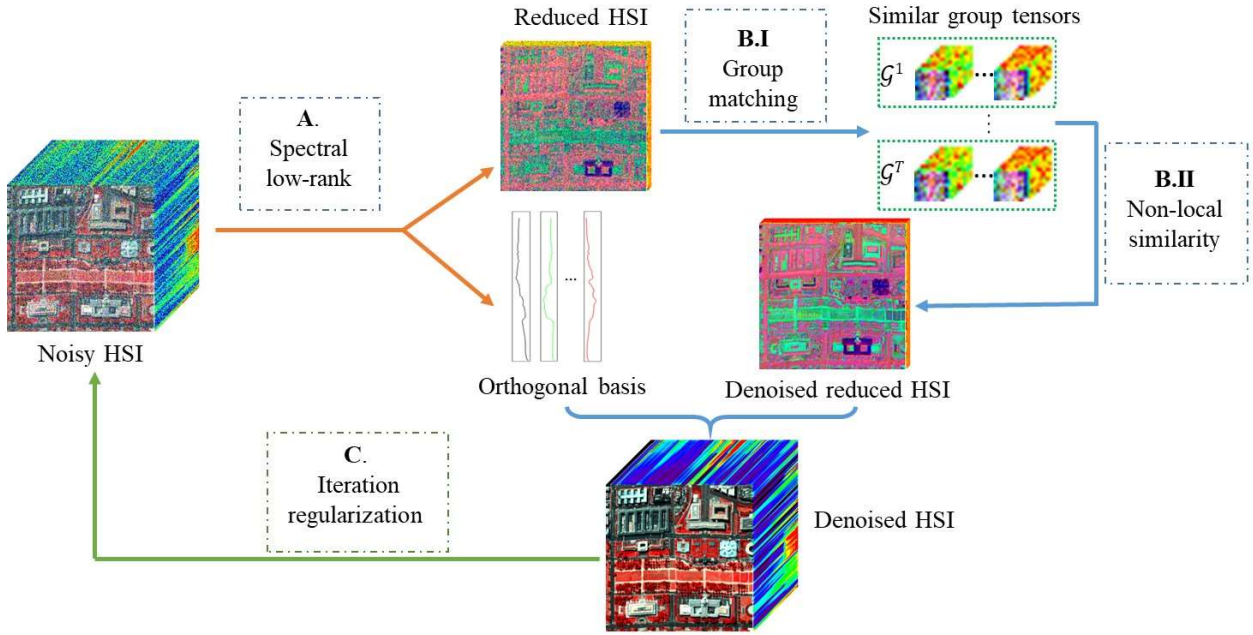 Reduced HSI
Similar group tensors
B.I
Group
matching
𝒢¹
...
⋮
𝒢ᵀ
...
A.
Spectral
low-rank
B.II
Non-local
similarity
...
Noisy HSI
Orthogonal basis
Denoised reduced HSI
C.
Iteration
regularization
Denoised HSI